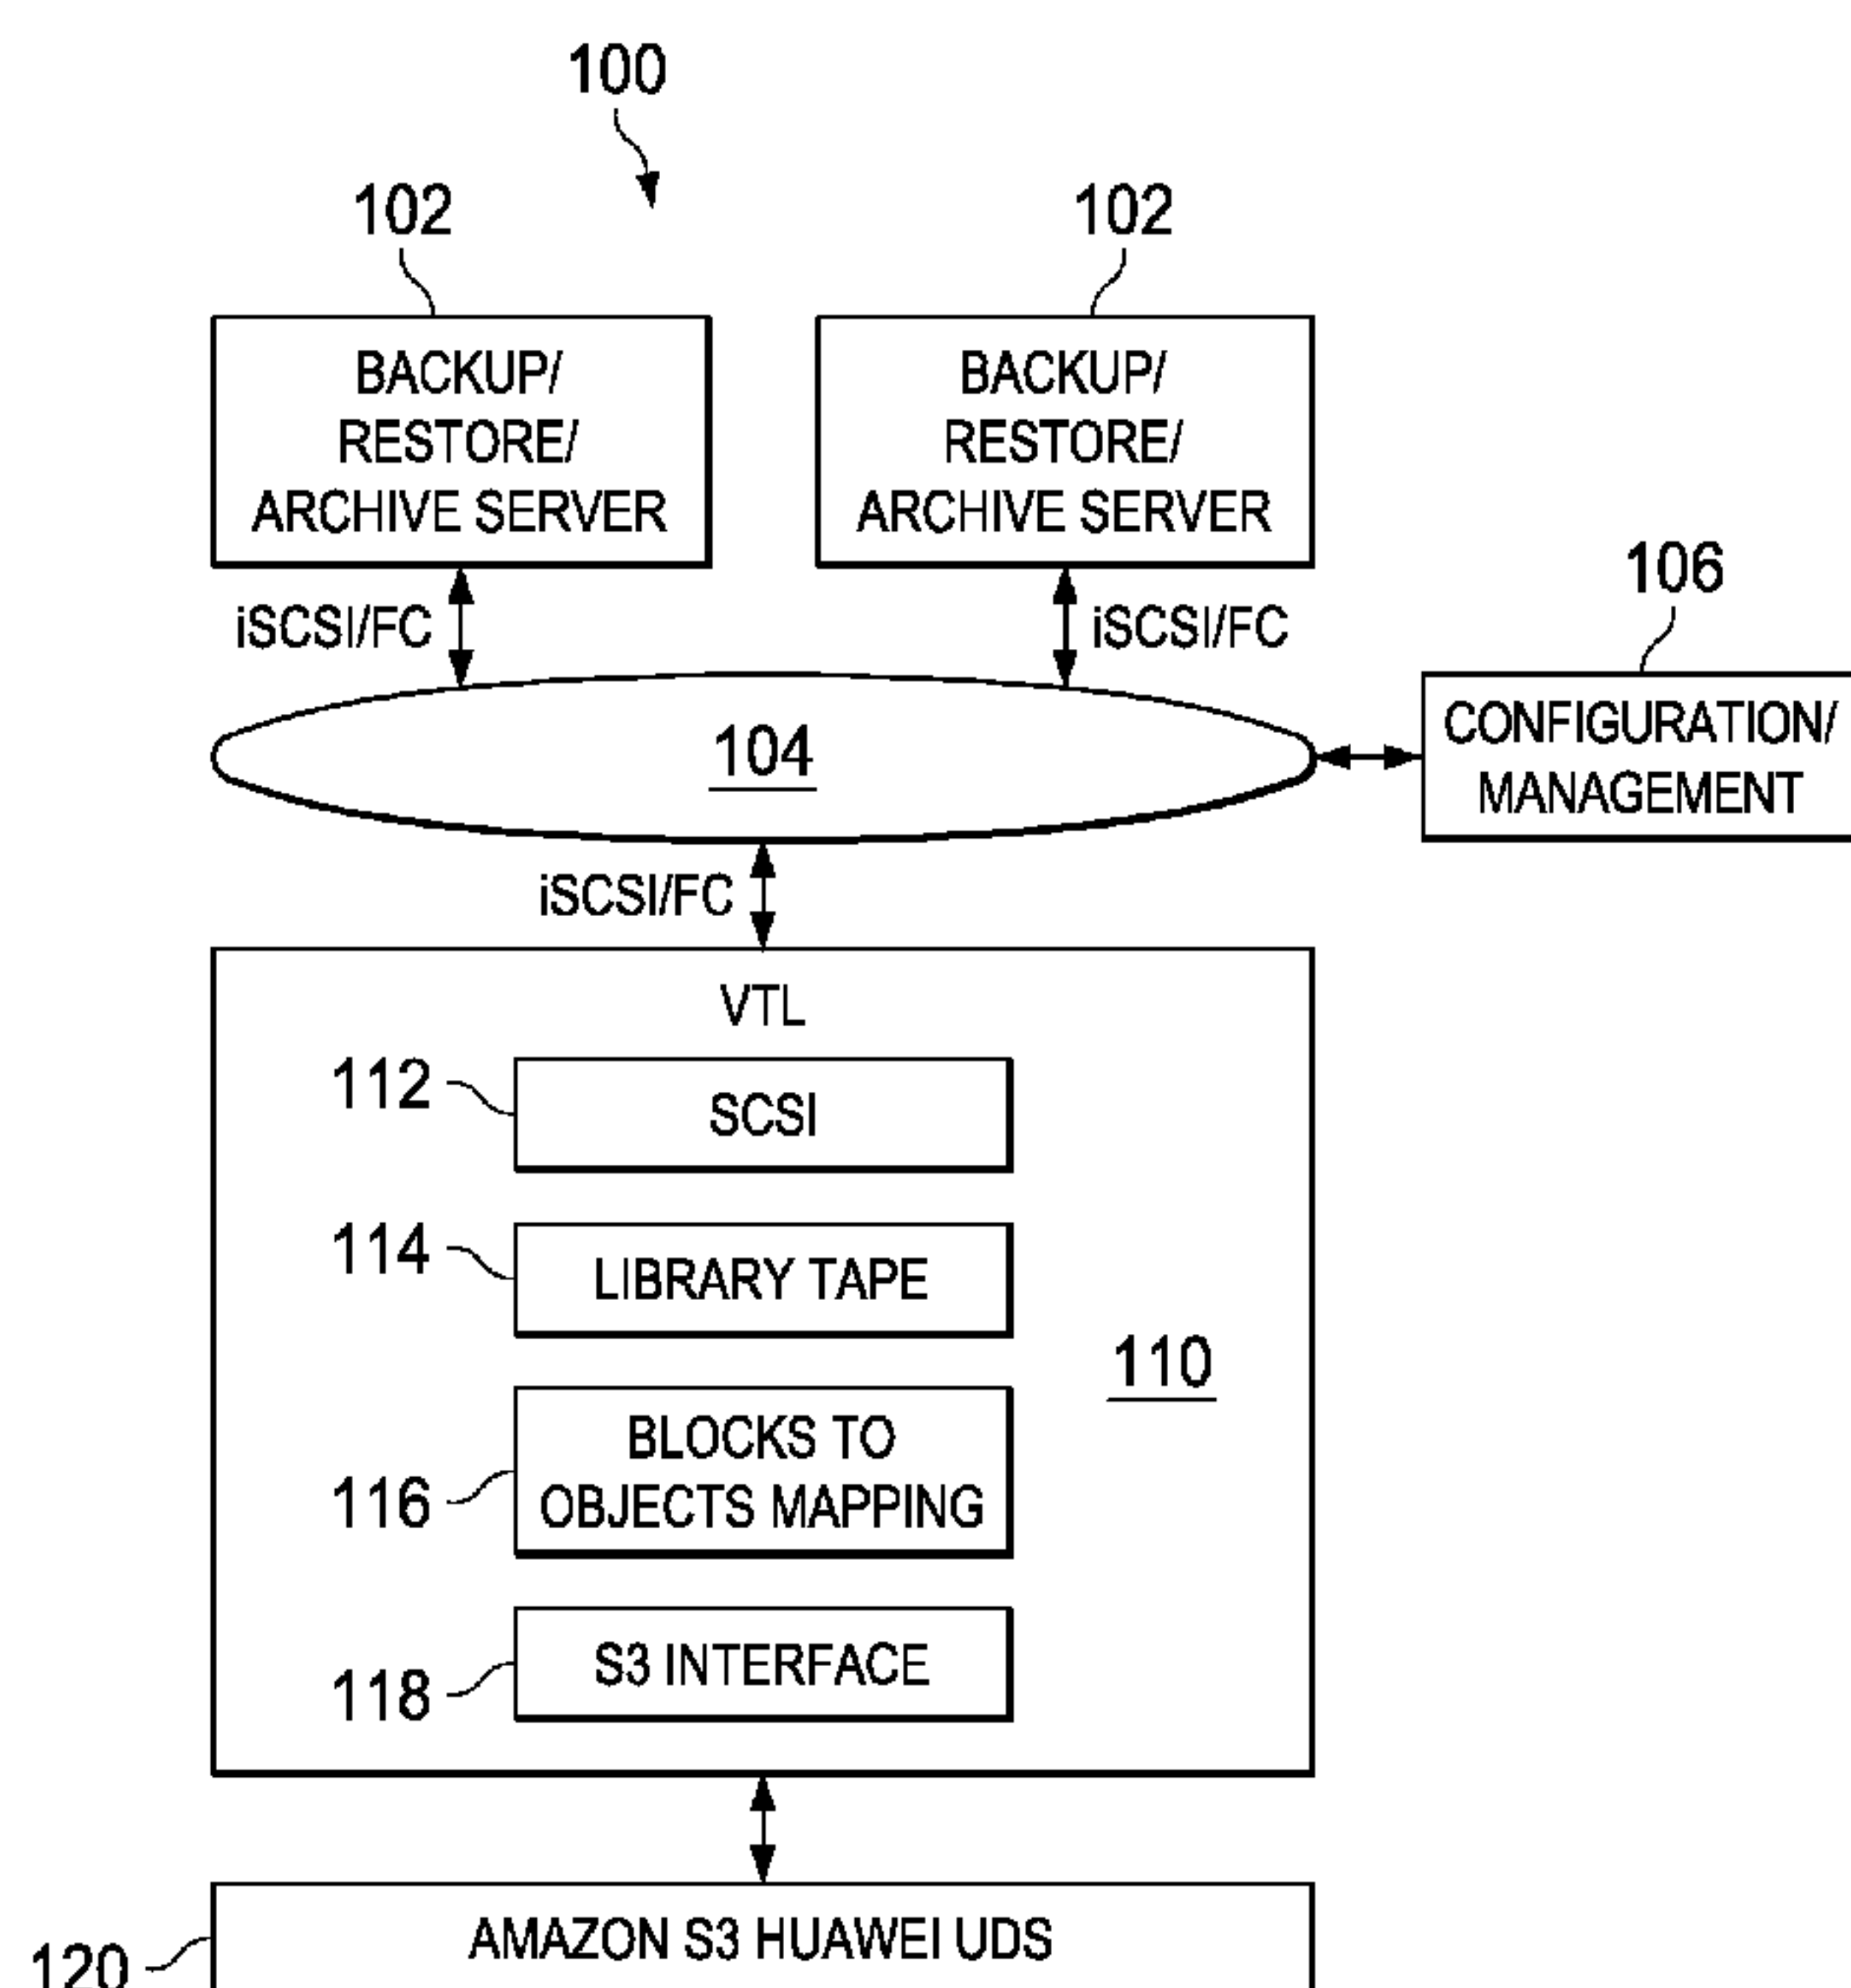 100
102
102
BACKUP/
RESTORE/
ARCHIVE SERVER
BACKUP/
RESTORE/
ARCHIVE SERVER
iSCSI/FC
iSCSI/FC
106
104
CONFIGURATION/
MANAGEMENT
iSCSI/FC
VTL
112
SCSI
114
LIBRARY TAPE
110
116
BLOCKS TO
OBJECTS MAPPING
118
S3 INTERFACE
AMAZON S3 HUAWEI UDS
120